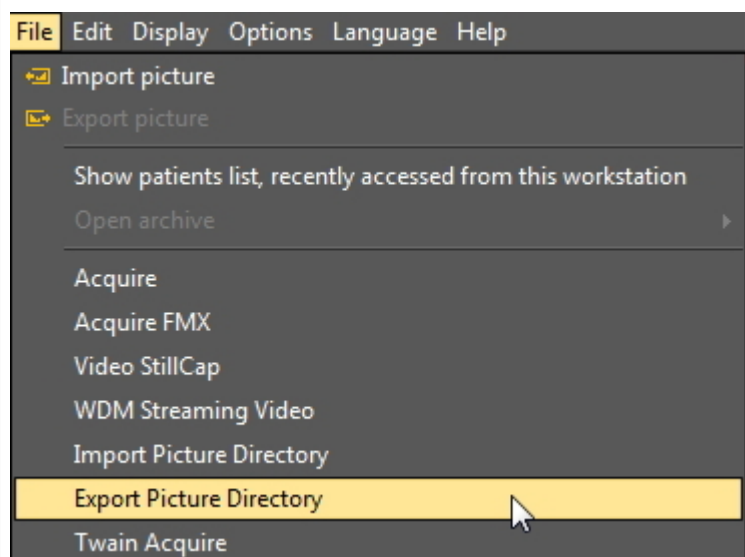 File Edit Display Options Language Help
Import picture
Export picture
Show patients list, recently accessed from this workstation
Open archive
Acquire
Acquire FMX
Video StillCap
WDM Streaming Video
Import Picture Directory
Export Picture Directory
Twain Acquire